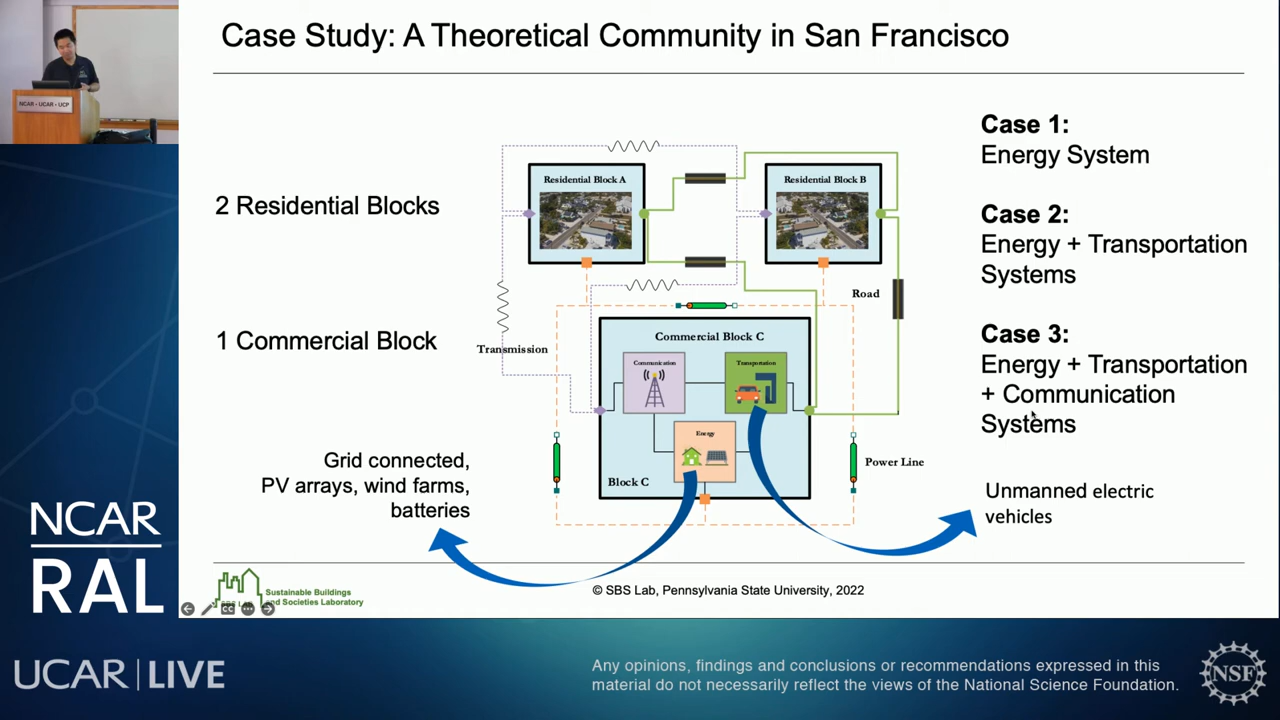 Case Study: A Theoretical Community in San Francisco
NCAR - UCAR - UCP
2 Residential Blocks
1 Commercial Block
Grid connected,
PV arrays, wind farms,
batteries
Residential Block A
Residential Block B
Road
Transmission
Commercial Block C
Communication
Transportation
Energy
Block C
Power Line
Case 1:
Energy System
Case 2:
Energy + Transportation
Systems
Case 3:
Energy + Transportation
+ Communication
Systems
Unmanned electric
vehicles
Sustainable Buildings
and Societies Laboratory
© SBS Lab, Pennsylvania State University, 2022
NCAR
RAL
UCAR | LIVE
Any opinions, findings and conclusions or recommendations expressed in this
material do not necessarily reflect the views of the National Science Foundation.
NSF